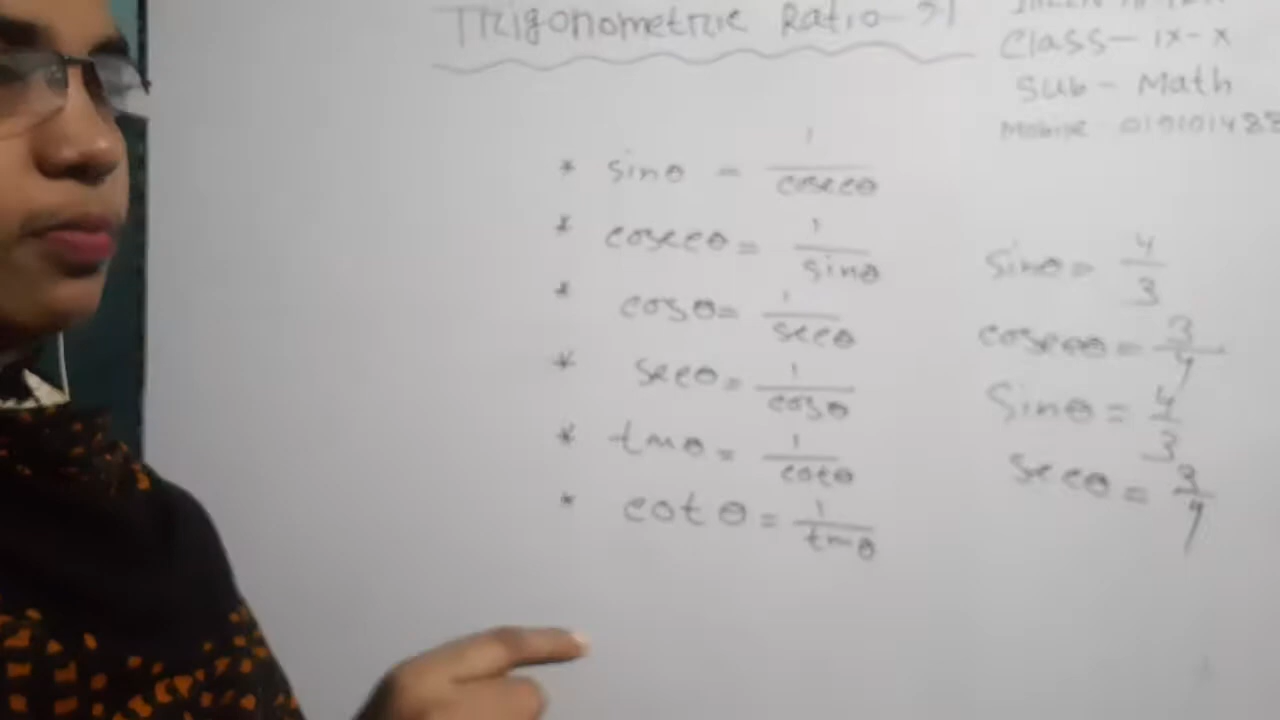 Trigonometric Ratio
Class - ix - x
Sub - Math
* sinθ = 1/cosecθ
* cosecθ = 1/sinθ
* cosθ = 1/secθ
* secθ = 1/cosθ
* tanθ = 1/cotθ
* cotθ = 1/tanθ
sinθ = 4/3
cosecθ = 3/4
sinθ = 4/3
secθ = 3/4